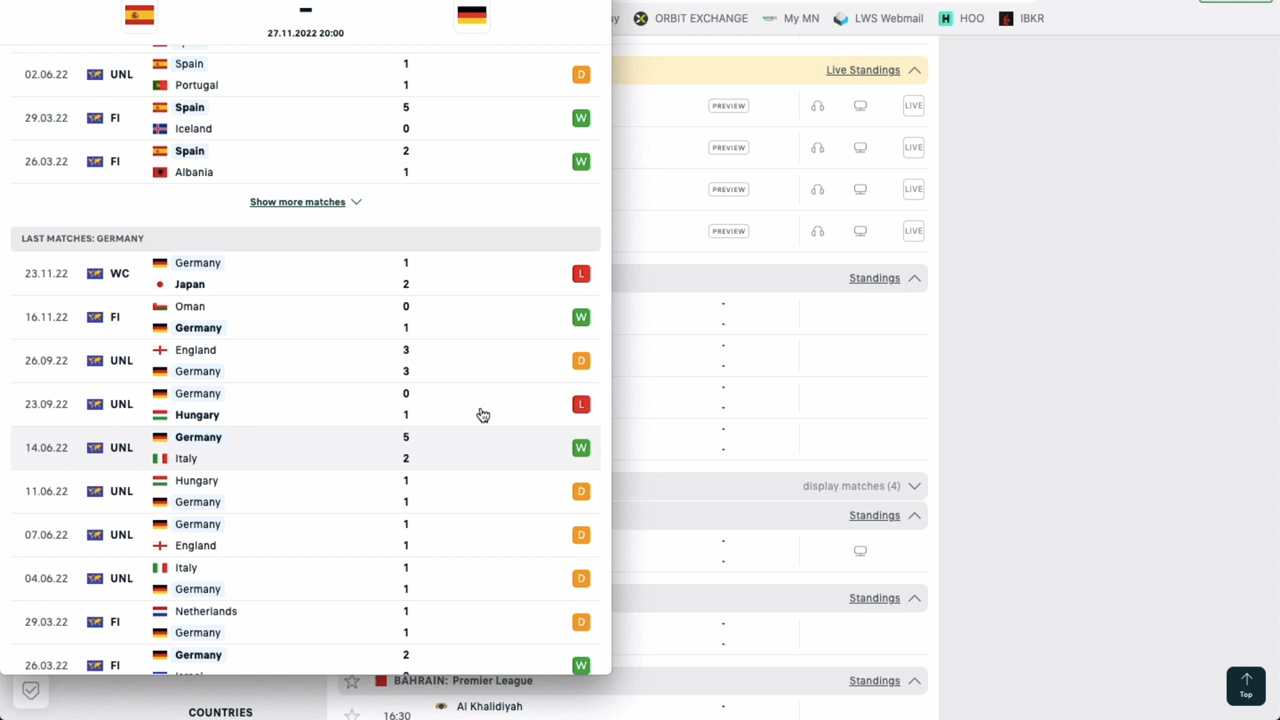 ORBIT EXCHANGE My MN LWS Webmail H HOO IBKR
27.11.2022 20:00
02.06.22 UNL Spain 1 D
Portugal 1
29.03.22 FI Spain 5 W
Iceland 0
26.03.22 FI Spain 2 W
Albania 1
Show more matches
LAST MATCHES: GERMANY
23.11.22 WC Germany 1 L
Japan 2
16.11.22 FI Oman 0 W
Germany 1
26.09.22 UNL England 3 D
Germany 3
23.09.22 UNL Germany 0 L
Hungary 1
14.06.22 UNL Germany 5 W
Italy 2
11.06.22 UNL Hungary 1 D
Germany 1
07.06.22 UNL Germany 1 D
England 1
04.06.22 UNL Italy 1 D
Germany 1
29.03.22 FI Netherlands 1 D
Germany 1
26.03.22 FI Germany 2 W
Live Standings
PREVIEW LIVE
PREVIEW LIVE
PREVIEW LIVE
PREVIEW LIVE
Standings
display matches (4)
Standings
Standings
BAHRAIN: Premier League Standings
COUNTRIES
16:30 Al Khalidiyah
Top